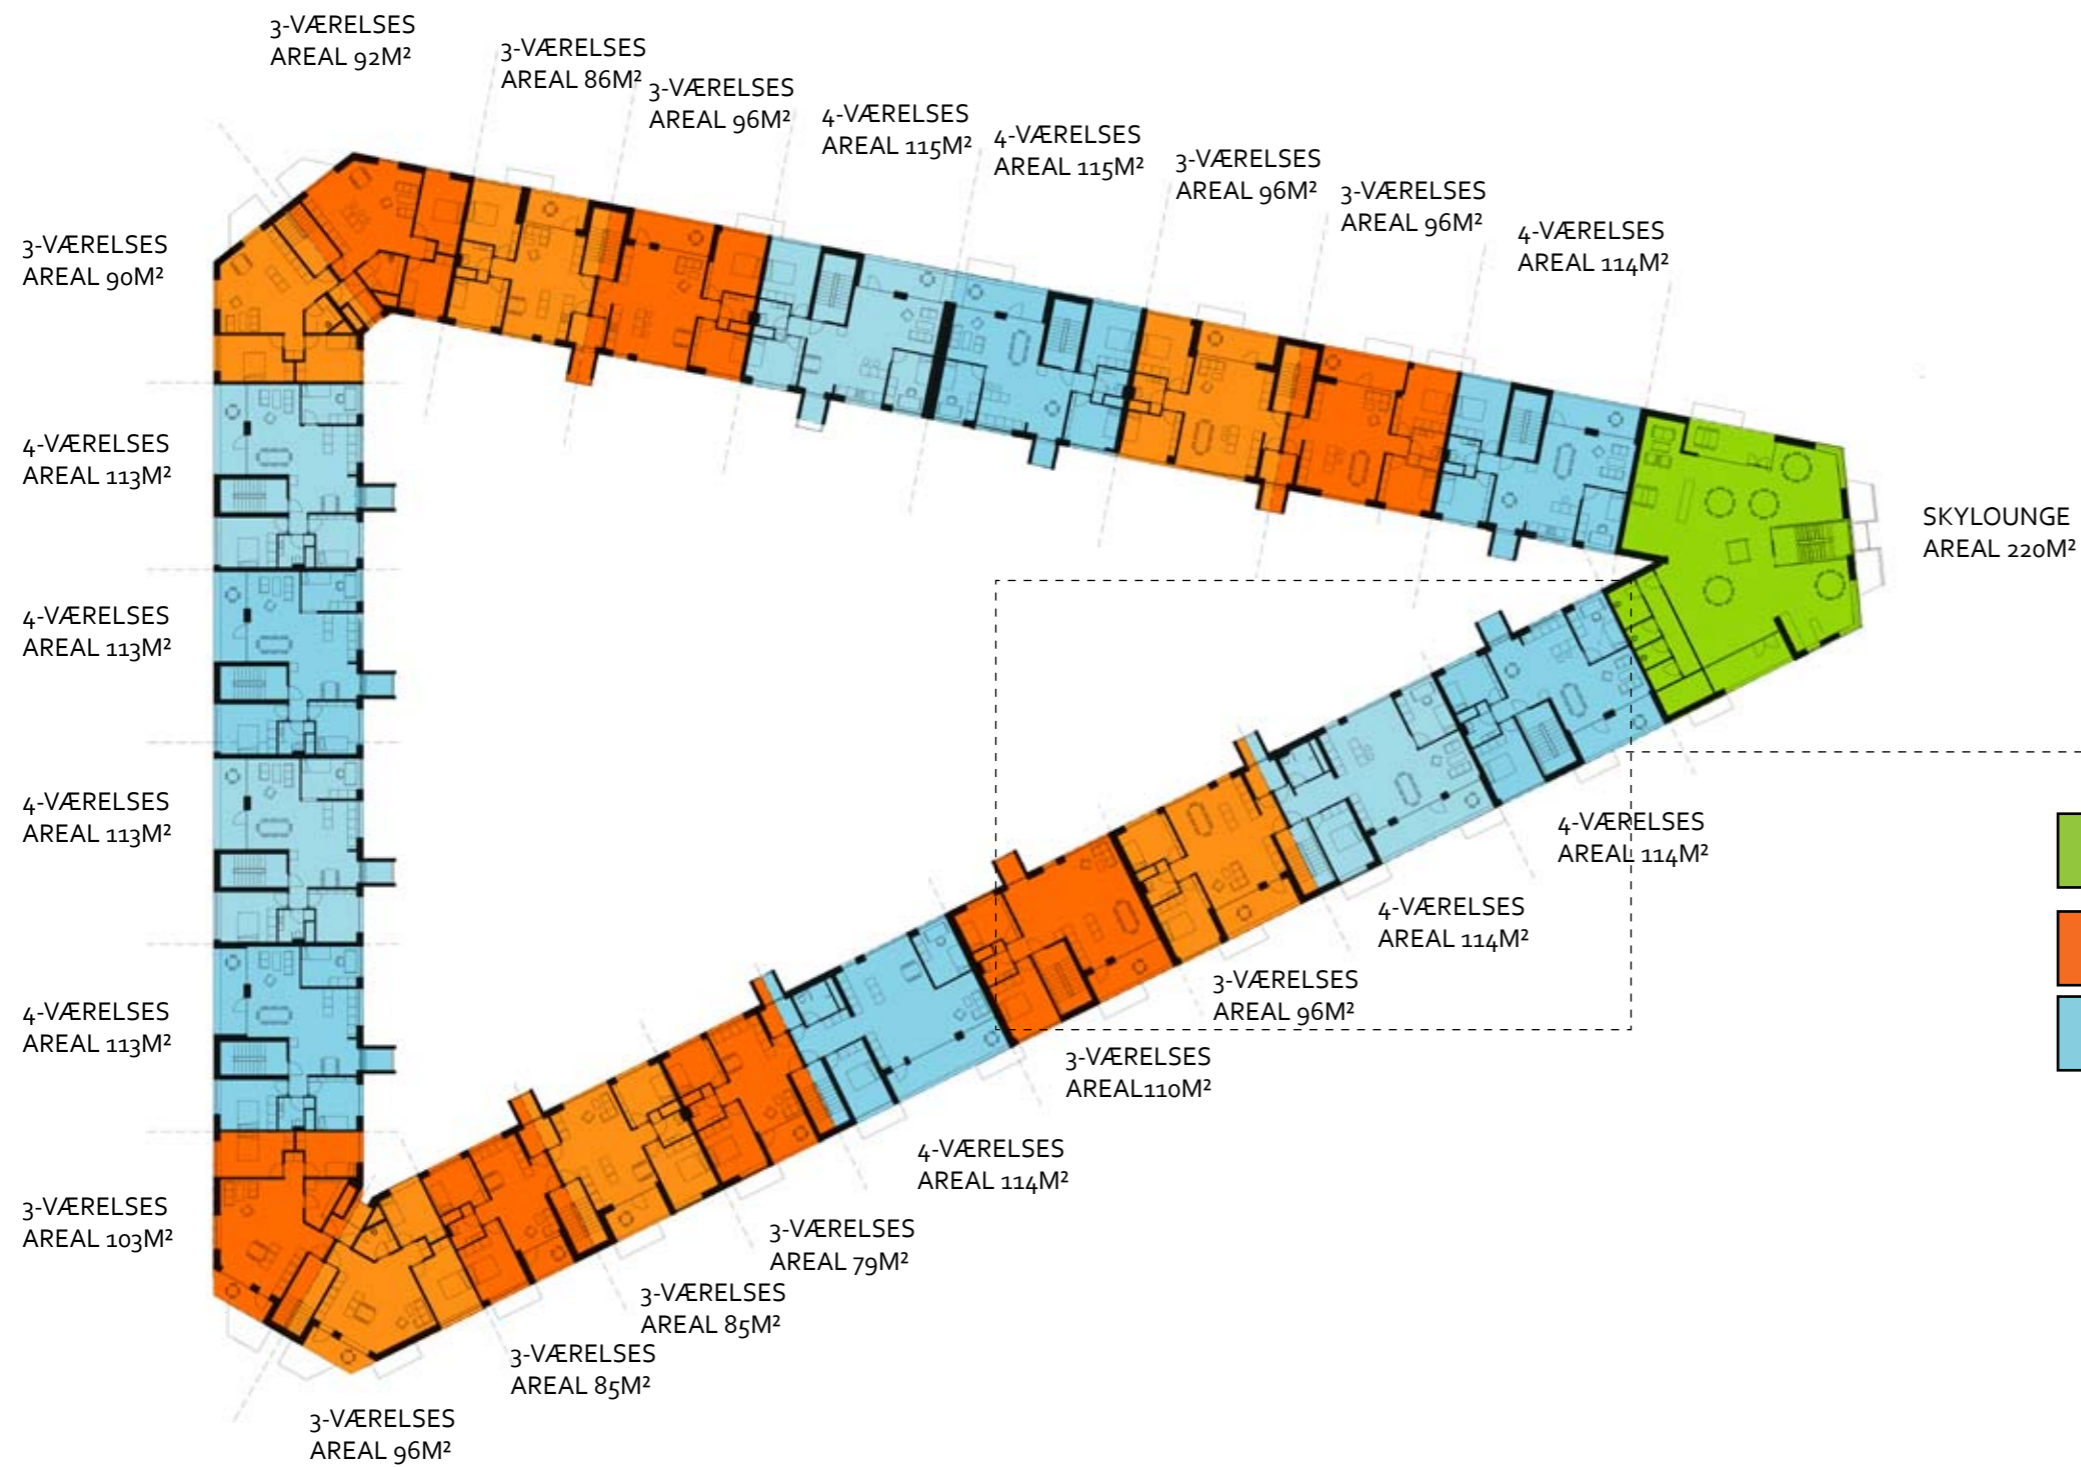 3-VÆRELSES
AREAL 92M²
3-VÆRELSES
AREAL 86M²
3-VÆRELSES
AREAL 96M²
4-VÆRELSES
AREAL 115M²
4-VÆRELSES
AREAL 115M²
3-VÆRELSES
AREAL 96M²
3-VÆRELSES
AREAL 96M²
4-VÆRELSES
AREAL 114M²
SKYLOUNGE
AREAL 220M²
3-VÆRELSES
AREAL 90M²
4-VÆRELSES
AREAL 113M²
4-VÆRELSES
AREAL 113M²
4-VÆRELSES
AREAL 113M²
4-VÆRELSES
AREAL 113M²
3-VÆRELSES
AREAL 103M²
4-VÆRELSES
AREAL 114M²
4-VÆRELSES
AREAL 114M²
3-VÆRELSES
AREAL 96M²
3-VÆRELSES
AREAL110M²
4-VÆRELSES
AREAL 114M²
3-VÆRELSES
AREAL 79M²
3-VÆRELSES
AREAL 85M²
3-VÆRELSES
AREAL 85M²
3-VÆRELSES
AREAL 96M²